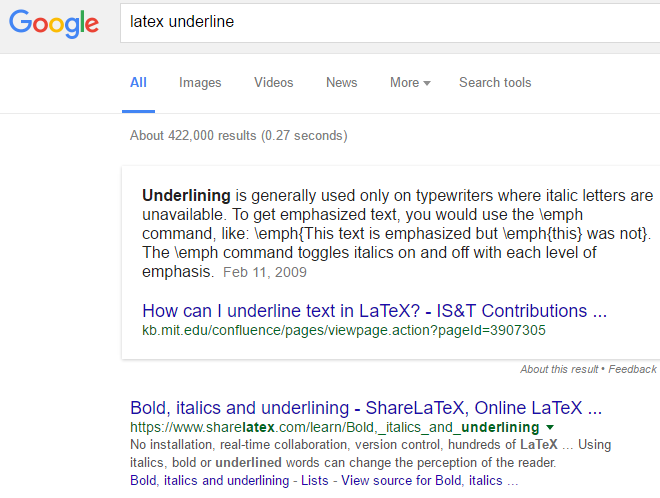 Google
latex underline
All Images Videos News More Search tools
About 422,000 results (0.27 seconds)
Underlining is generally used only on typewriters where italic letters are
unavailable. To get emphasized text, you would use the \emph
command, like: \emph{This text is emphasized but \emph{this} was not}.
The \emph command toggles italics on and off with each level of
emphasis. Feb 11, 2009
How can I underline text in LaTeX? - IS&T Contributions ...
kb.mit.edu/confluence/pages/viewpage.action?pageId=3907305
About this result • Feedback
Bold, italics and underlining - ShareLaTeX, Online LaTeX ...
https://www.sharelatex.com/learn/Bold,_italics_and_underlining
No installation, real-time collaboration, version control, hundreds of LaTeX ... Using
italics, bold or underlined words can change the perception of the reader.
Bold, italics and underlining - Lists - View source for Bold, italics ...